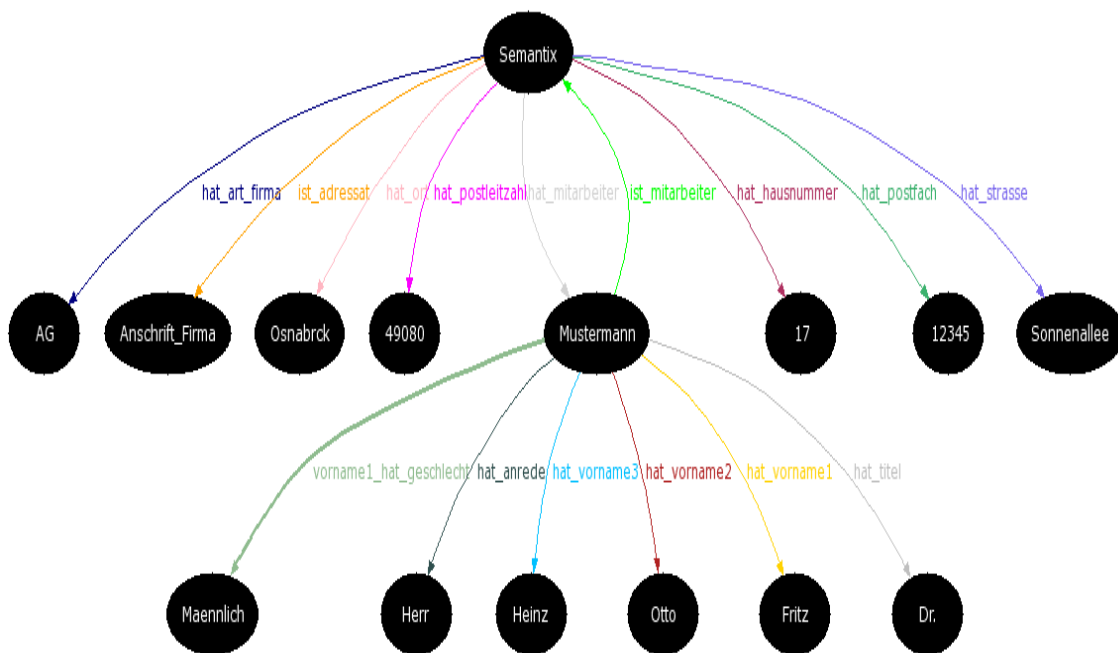 Semantix
hat_art_firma
ist_adressat
hat_ort
hat_postleitzahl
hat_mitarbeiter
ist_mitarbeiter
hat_hausnummer
hat_postfach
hat_strasse
AG
Anschrift_Firma
Osnabrck
49080
Mustermann
17
12345
Sonnenallee
vorname1_hat_geschlecht
hat_anrede
hat_vorname3
hat_vorname2
hat_vorname1
hat_titel
Maennlich
Herr
Heinz
Otto
Fritz
Dr.